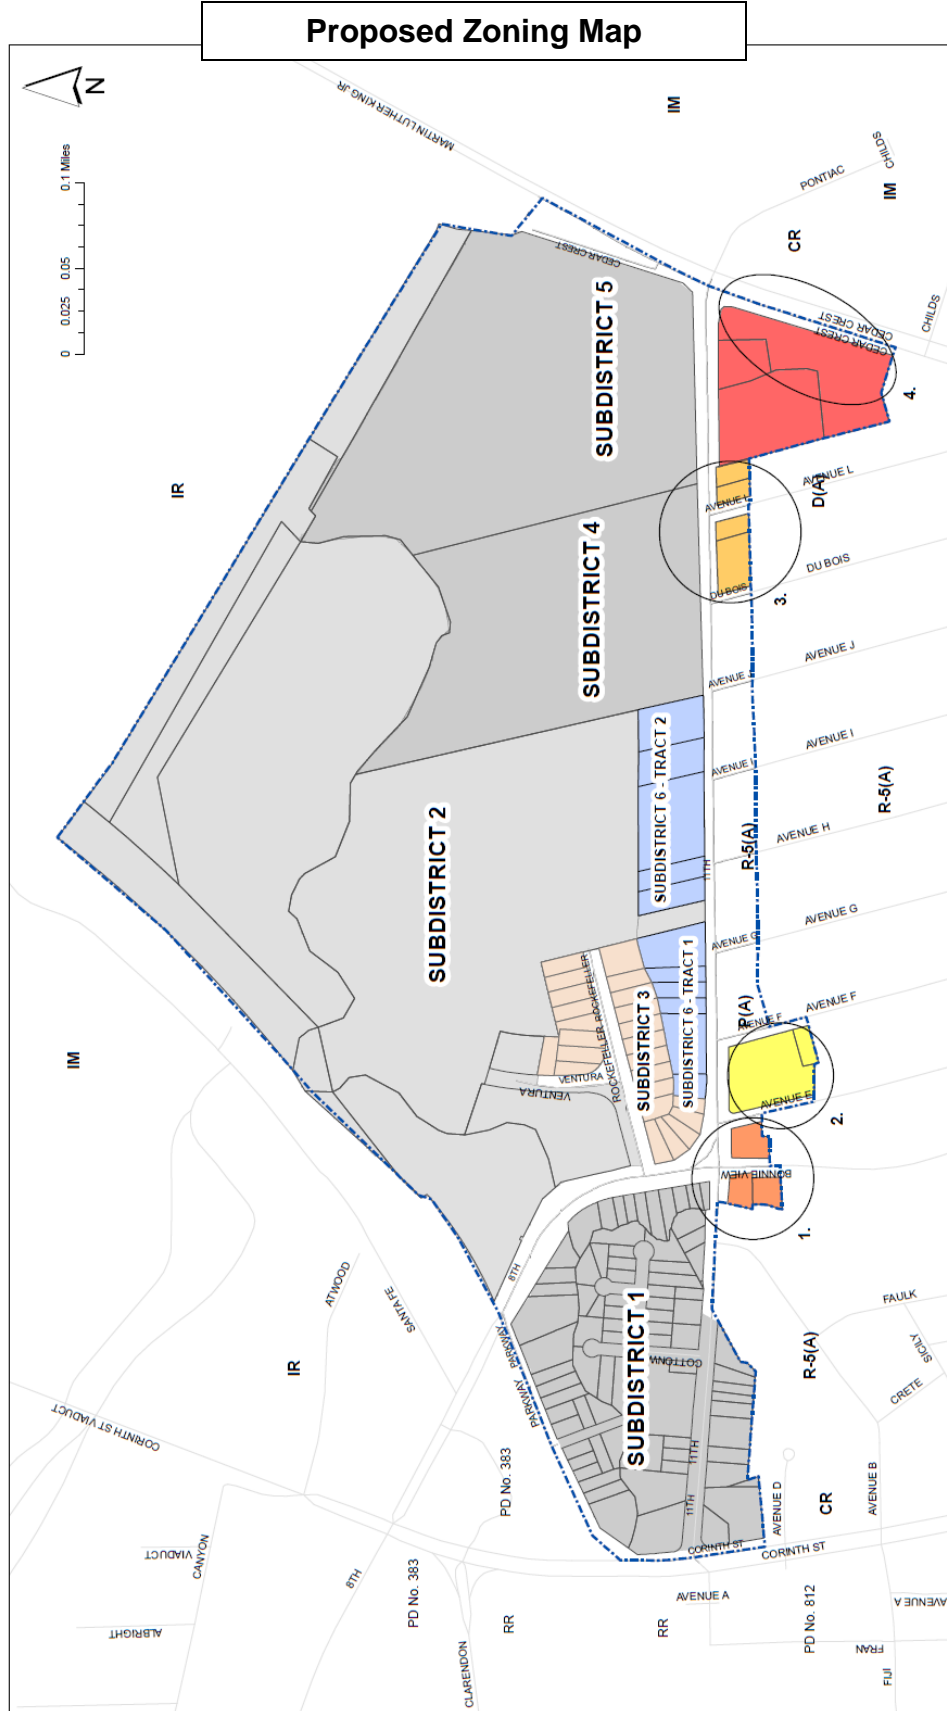 Proposed Zoning Map
N
0.1 Miles
0.05
0.025
0
MARTIN LUTHER KING JR
IM
PONTIAC
CHILDS
IM
CR
CHILDS
CEDAR CREST
CEDAR CREST
CEDAR CREST
4.
SUBDISTRICT 5
IR
AVENUE L
AVENUE L
D(A)
DU BOIS
DU BOIS
3.
SUBDISTRICT 4
AVENUE J
AVENUE J
SUBDISTRICT 6 - TRACT 2
AVENUE I
AVENUE I
R-5(A)
R-5(A)
AVENUE H
11TH
SUBDISTRICT 2
AVENUE G
AVENUE G
ROCKEFELLER
ROCKEFELLER
ROCKEFELLER
SUBDISTRICT 3
SUBDISTRICT 6 - TRACT 1
P(A)
AVENUE F
AVENUE F
VENTURA
VENTURA
AVENUE E
2.
IM
BONNIE VIEW
1.
8TH
ATWOOD
SANTA FE
IR
PARKWAY
PARKWAY
SUBDISTRICT 1
COTTONW
11TH
11TH
R-5(A)
FAULK
SICILY
CRETE
CORINTH ST VIADUCT
PD No. 383
AVENUE D
CR
AVENUE B
CORINTH ST
CORINTH ST
VIADUCT
CANYON
8TH
PD No. 383
AVENUE A
PD No. 812
AVENUE A
ALBRIGHT
RR
RR
CLARENDON
FRAN
FIJI